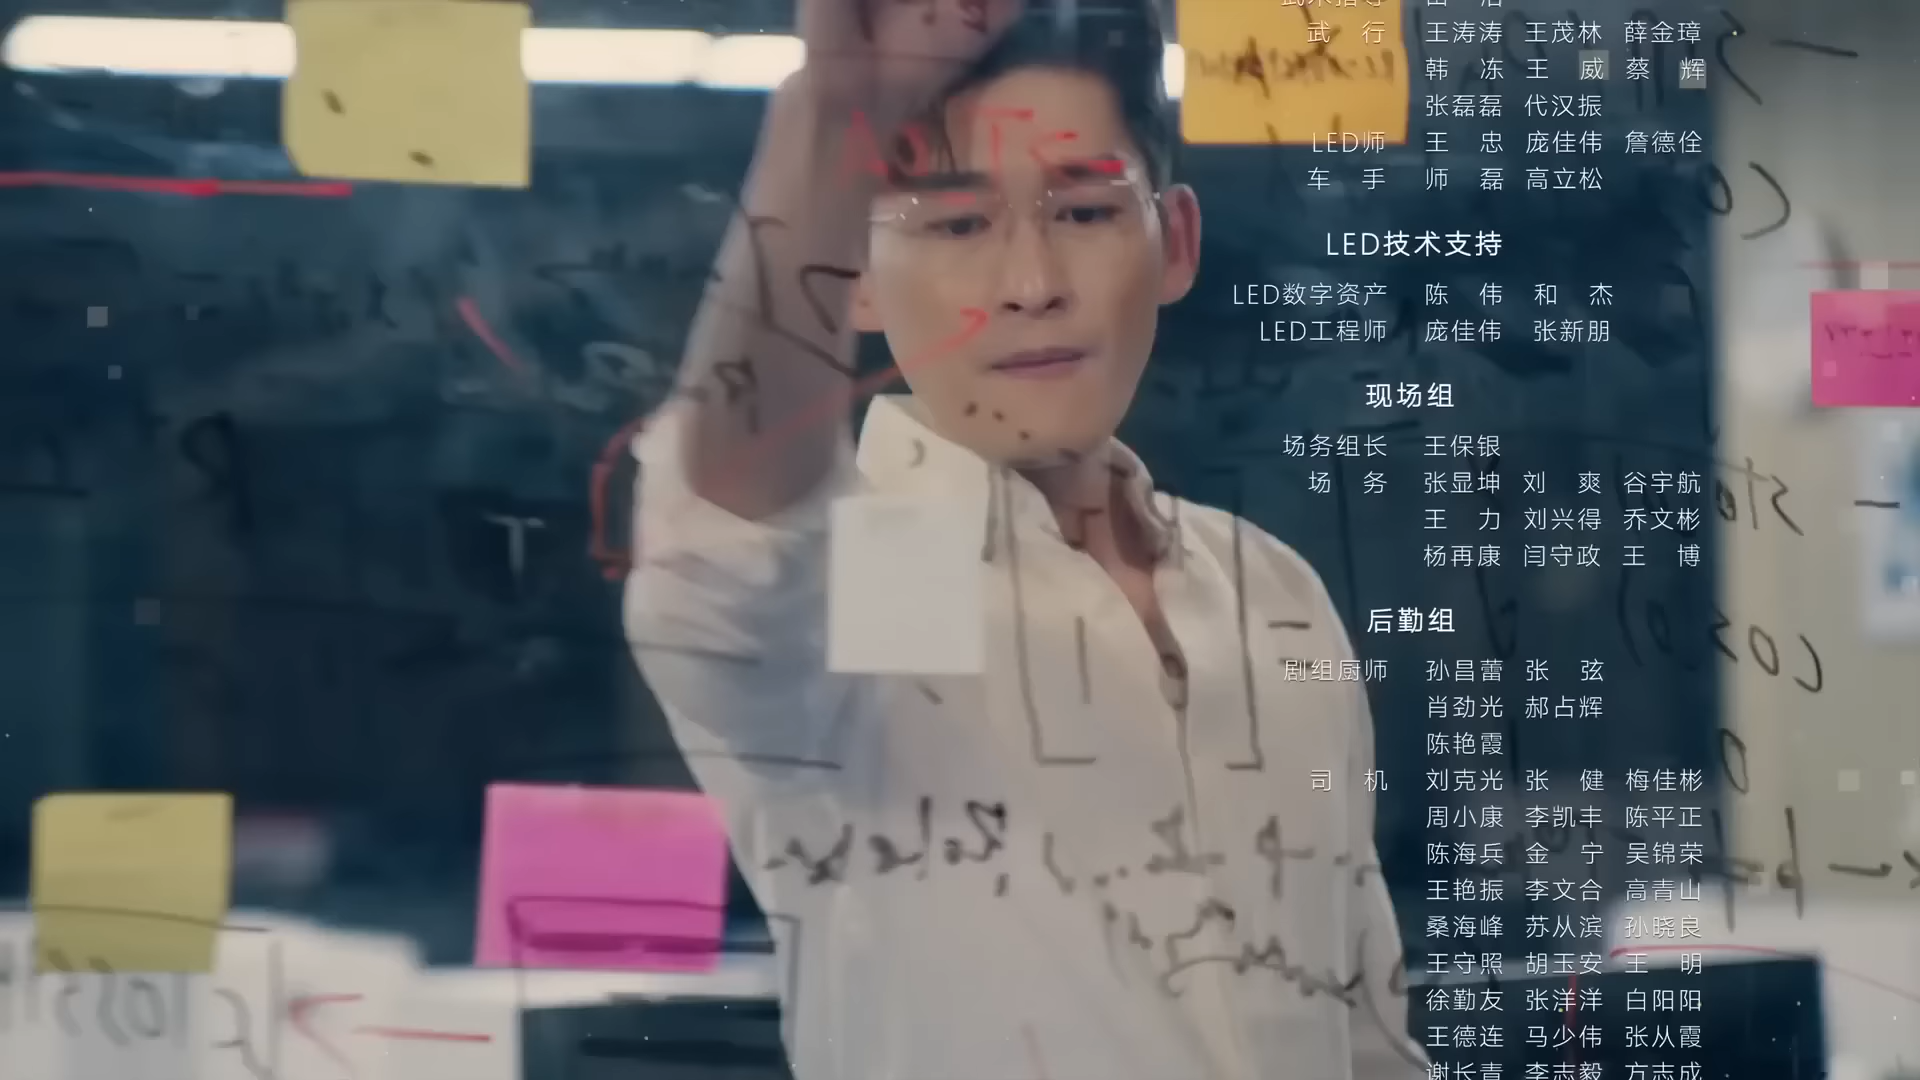 武　行　王涛涛　王茂林　薛金璋
韩　冻　王　威　蔡　辉
张磊磊　代汉振
LED师　王　忠　庞佳伟　詹德佺
车　手　师　磊　高立松
LED技术支持
LED数字资产　陈　伟　和　杰
LED工程师　庞佳伟　张新朋
现场组
场务组长　王保银
场　务　张显坤　刘　爽　谷宇航
王　力　刘兴得　乔文彬
杨再康　闫守政　王　博
后勤组
剧组厨师　孙昌蕾　张　弦
肖劲光　郝占辉
陈艳霞
司　机　刘克光　张　健　梅佳彬
周小康　李凯丰　陈平正
陈海兵　金　宁　吴锦荣
王艳振　李文合　高青山
桑海峰　苏从滨　孙晓良
王守照　胡玉安　王　明
徐勤友　张洋洋　白阳阳
王德连　马少伟　张从霞
谢长青　李志毅　方志成